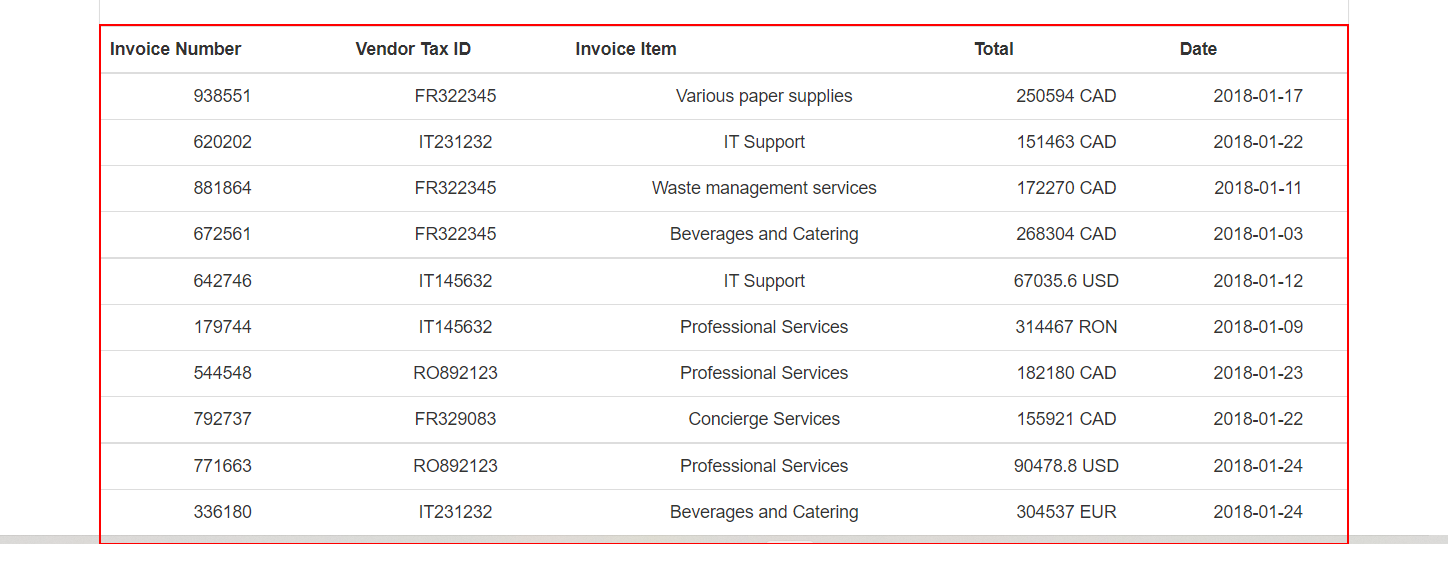 Invoice Number Vendor Tax ID Invoice Item Total Date
938551 FR322345 Various paper supplies 250594 CAD 2018-01-17
620202 IT231232 IT Support 151463 CAD 2018-01-22
881864 FR322345 Waste management services 172270 CAD 2018-01-11
672561 FR322345 Beverages and Catering 268304 CAD 2018-01-03
642746 IT145632 IT Support 67035.6 USD 2018-01-12
179744 IT145632 Professional Services 314467 RON 2018-01-09
544548 RO892123 Professional Services 182180 CAD 2018-01-23
792737 FR329083 Concierge Services 155921 CAD 2018-01-22
771663 RO892123 Professional Services 90478.8 USD 2018-01-24
336180 IT231232 Beverages and Catering 304537 EUR 2018-01-24